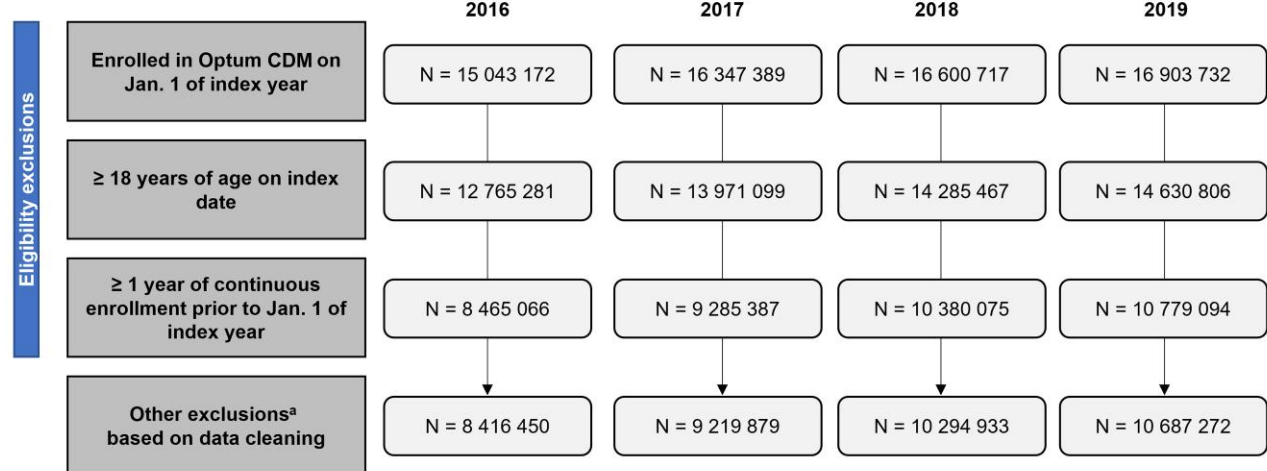 2016 2017 2018 2019
Eligibility exclusions
Enrolled in Optum CDM on
Jan. 1 of index year
N = 15 043 172 N = 16 347 389 N = 16 600 717 N = 16 903 732
≥ 18 years of age on index
date
N = 12 765 281 N = 13 971 099 N = 14 285 467 N = 14 630 806
≥ 1 year of continuous
enrollment prior to Jan. 1 of
index year
N = 8 465 066 N = 9 285 387 N = 10 380 075 N = 10 779 094
Other exclusionsᵃ
based on data cleaning
N = 8 416 450 N = 9 219 879 N = 10 294 933 N = 10 687 272